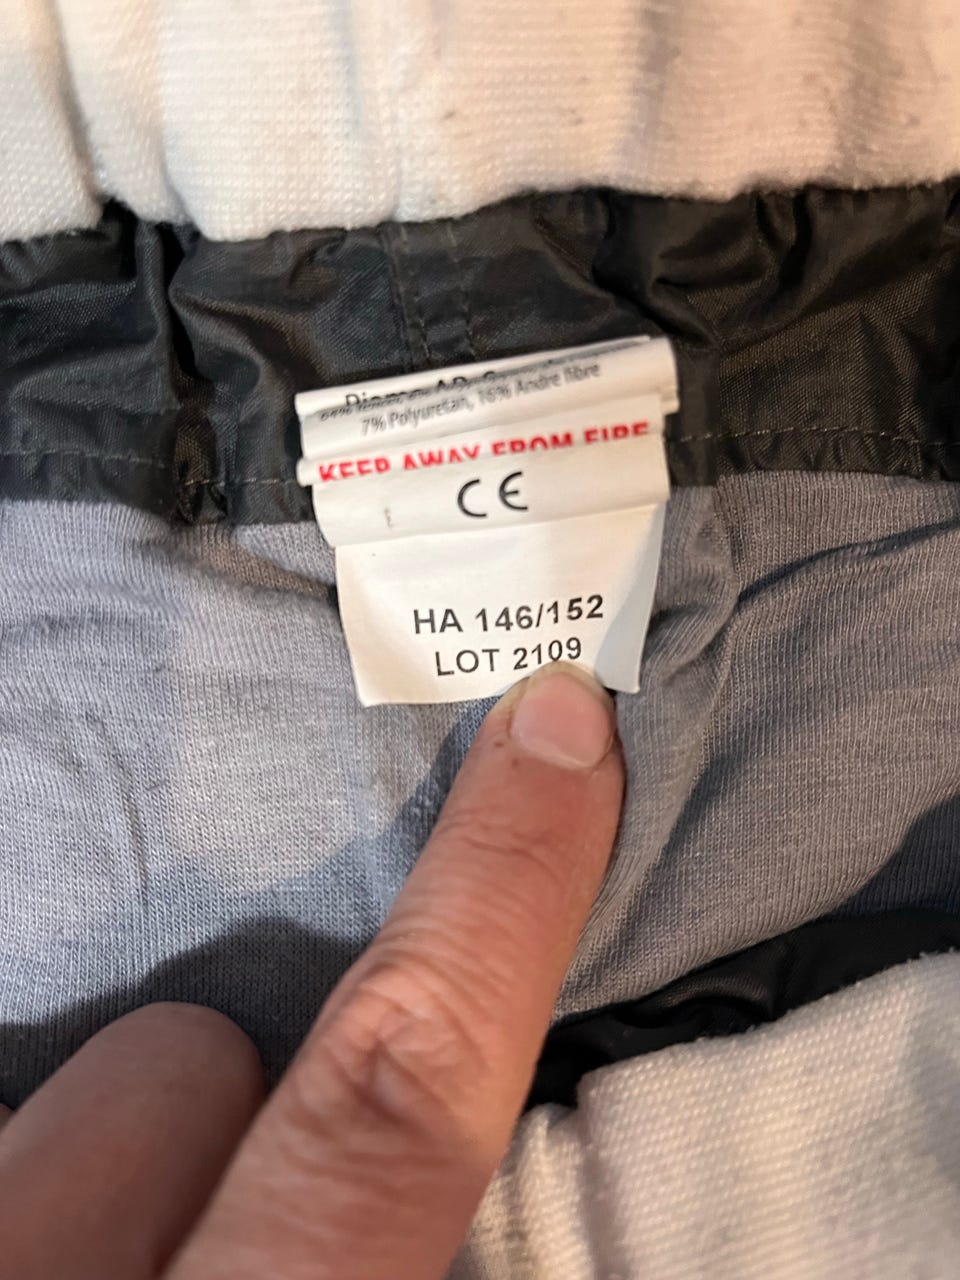 7% Polyuretan, 16% Andre fibre
KEEP AWAY FROM FIRE
CE
HA 146/152
LOT 2109